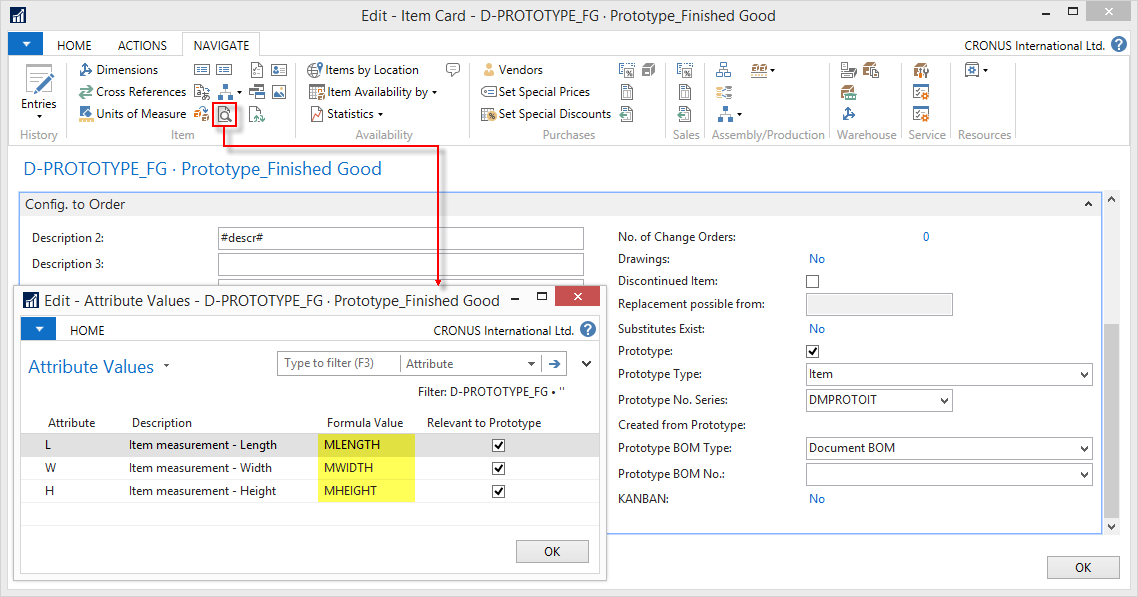 Edit - Item Card - D-PROTOTYPE_FG · Prototype_Finished Good
HOME ACTIONS NAVIGATE CRONUS International Ltd. ?
Entries
History
Dimensions
Cross References
Units of Measure
Item
Items by Location
Item Availability by
Statistics
Availability
Vendors
Set Special Prices
Set Special Discounts
Purchases
Sales
Assembly/Production
Warehouse
Service
Resources
D-PROTOTYPE_FG · Prototype_Finished Good
Config. to Order
Description 2: #descr#
Description 3:
No. of Change Orders: 0
Drawings: No
Discontinued Item:
Replacement possible from:
Substitutes Exist: No
Prototype:
Prototype Type: Item
Prototype No. Series: DMPROTOIT
Created from Prototype:
Prototype BOM Type: Document BOM
Prototype BOM No.:
KANBAN: No
OK
Edit - Attribute Values - D-PROTOTYPE_FG · Prototype_Finished Good
HOME CRONUS International Ltd. ?
Attribute Values
Type to filter (F3) Attribute
Filter: D-PROTOTYPE_FG • ''
Attribute Description Formula Value Relevant to Prototype
L Item measurement - Length MLENGTH
W Item measurement - Width MWIDTH
H Item measurement - Height MHEIGHT
OK